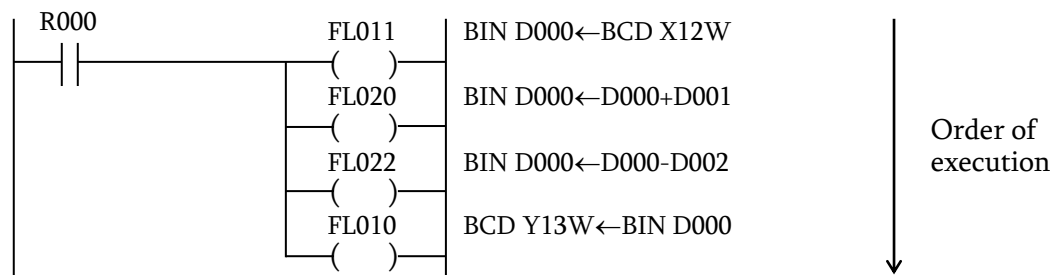 R000
FL011 BIN D000←BCD X12W
FL020 BIN D000←D000+D001
FL022 BIN D000←D000-D002
FL010 BCD Y13W←BIN D000
Order of
execution